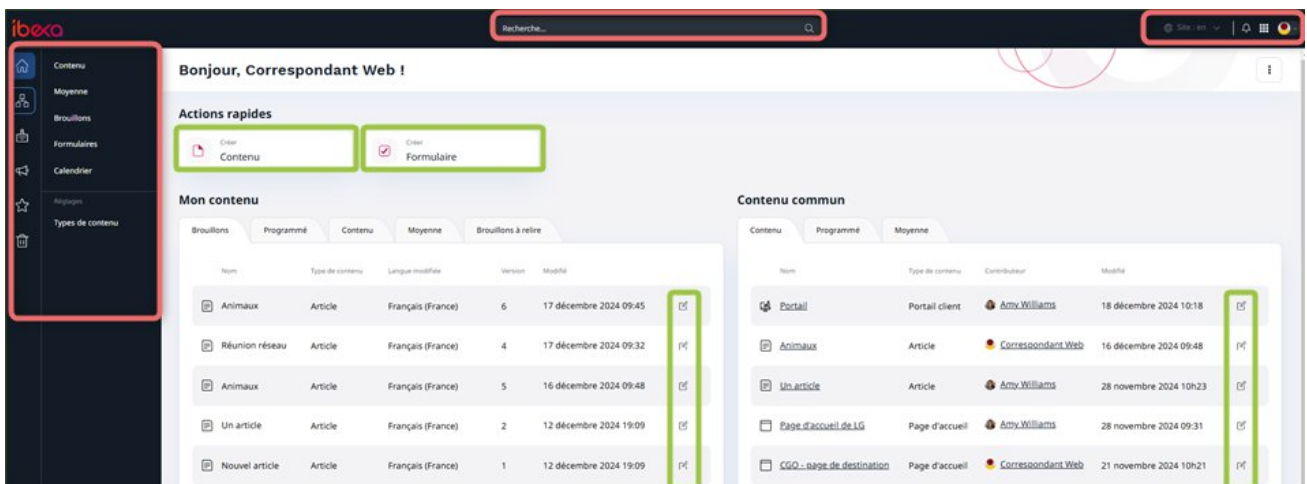 ibexa
Recherche...
Site : en
Contenu
Moyenne
Brouillons
Formulaires
Calendrier
Réglages
Types de contenu
Bonjour, Correspondant Web !
Actions rapides
Créer
Contenu
Créer
Formulaire
Mon contenu
Brouillons Programmé Contenu Moyenne Brouillons à relire
Nom Type de contenu Langue modifiée Version Modifié
Animaux Article Français (France) 6 17 décembre 2024 09:45
Réunion réseau Article Français (France) 4 17 décembre 2024 09:32
Animaux Article Français (France) 5 16 décembre 2024 09:48
Un article Article Français (France) 2 12 décembre 2024 19:09
Nouvel article Article Français (France) 1 12 décembre 2024 19:09
Contenu commun
Contenu Programmé Moyenne
Nom Type de contenu Contributeur Modifié
Portail Portail client Amy Williams 18 décembre 2024 10:18
Animaux Article Correspondant Web 16 décembre 2024 09:48
Un article Article Amy Williams 28 novembre 2024 10h23
Page d'accueil de LG Page d'accueil Amy Williams 28 novembre 2024 09:31
CGO - page de destination Page d'accueil Correspondant Web 21 novembre 2024 10h21